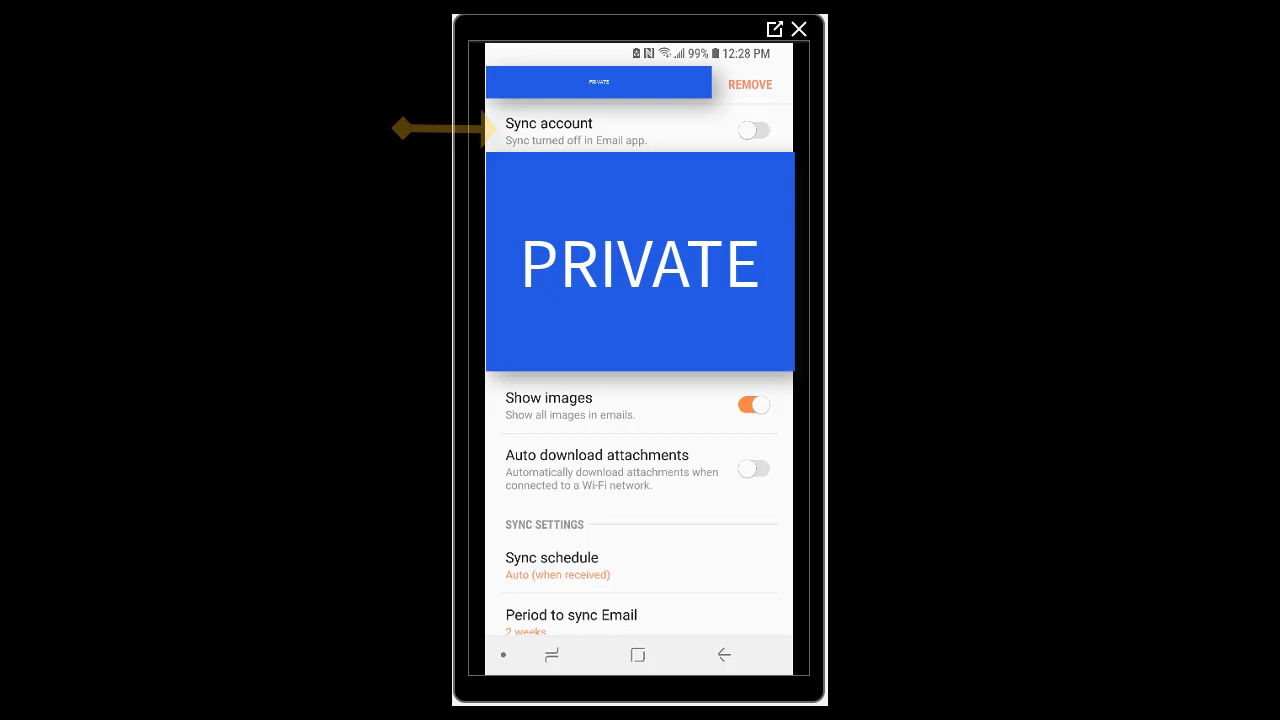 99% 12:28 PM
PRIVATE
REMOVE
Sync account
Sync turned off in Email app.
PRIVATE
Show images
Show all images in emails.
Auto download attachments
Automatically download attachments when
connected to a Wi-Fi network.
SYNC SETTINGS
Sync schedule
Auto (when received)
Period to sync Email
2 weeks